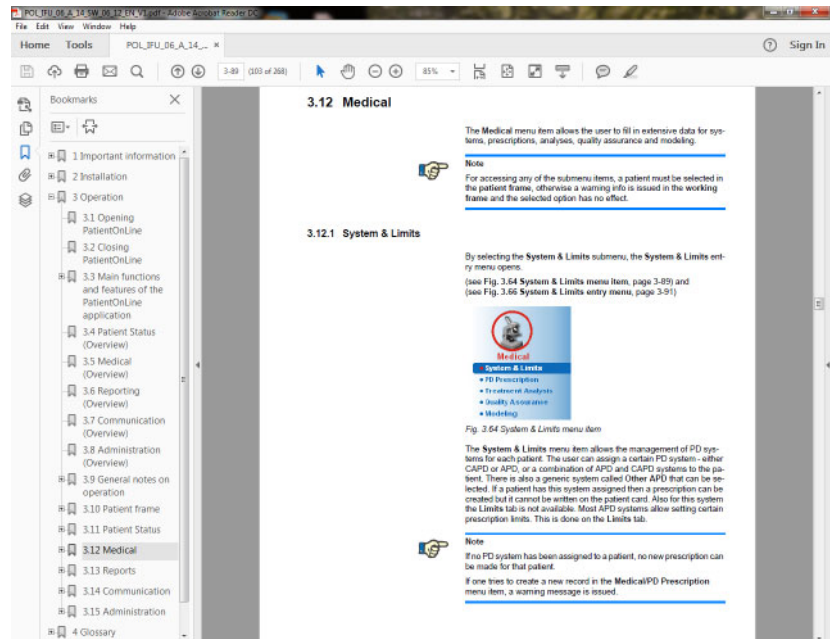 POL_IFU_06_A_14_SW_06_12_EN_V1.pdf - Adobe Acrobat Reader DC
File Edit View Window Help
Home Tools POL_IFU_06_A_14_... × Sign In
3-89 (103 of 268) 85%
Bookmarks
1 Important information
2 Installation
3 Operation
3.1 Opening
PatientOnLine
3.2 Closing
PatientOnLine
3.3 Main functions
and features of the
PatientOnLine
application
3.4 Patient Status
(Overview)
3.5 Medical
(Overview)
3.6 Reporting
(Overview)
3.7 Communication
(Overview)
3.8 Administration
(Overview)
3.9 General notes on
operation
3.10 Patient frame
3.11 Patient Status
3.12 Medical
3.13 Reports
3.14 Communication
3.15 Administration
4 Glossary
3.12 Medical
The Medical menu item allows the user to fill in extensive data for sys-
tems, prescriptions, analyses, quality assurance and modeling.
Note
For accessing any of the submenu items, a patient must be selected in
the patient frame, otherwise a warning info is issued in the working
frame and the selected option has no effect.
3.12.1 System & Limits
By selecting the System & Limits submenu, the System & Limits ent-
ry menu opens.
(see Fig. 3.64 System & Limits menu item, page 3-89) and
(see Fig. 3.66 System & Limits entry menu, page 3-91)
Medical
System & Limits
PD Prescription
Treatment Analysis
Quality Assurance
Modeling
Fig. 3.64 System & Limits menu item
The System & Limits menu item allows the management of PD sys-
tems for each patient. The user can assign a certain PD system - either
CAPD or APD, or a combination of APD and CAPD systems to the pa-
tient. There is also a generic system called Other APD that can be se-
lected. If a patient has this system assigned then a prescription can be
created but it cannot be written on the patient card. Also for this system
the Limits tab is not available. Most APD systems allow setting certain
prescription limits. This is done on the Limits tab.
Note
If no PD system has been assigned to a patient, no new prescription can
be made for that patient.
If one tries to create a new record in the Medical/PD Prescription
menu item, a warning message is issued.